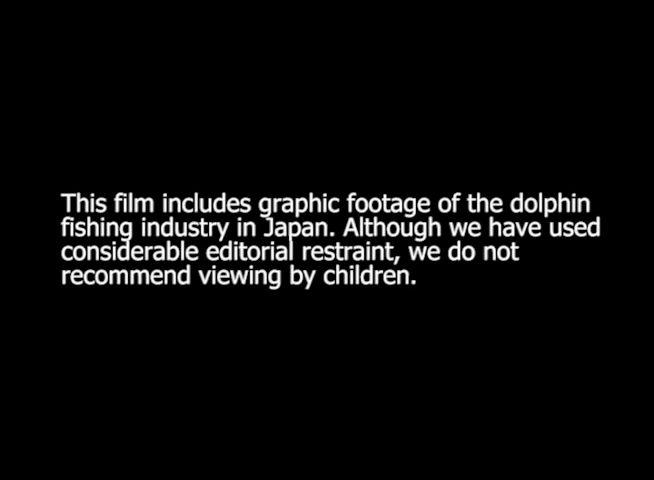 This film includes graphic footage of the dolphin
fishing industry in Japan. Although we have used
considerable editorial restraint, we do not
recommend viewing by children.